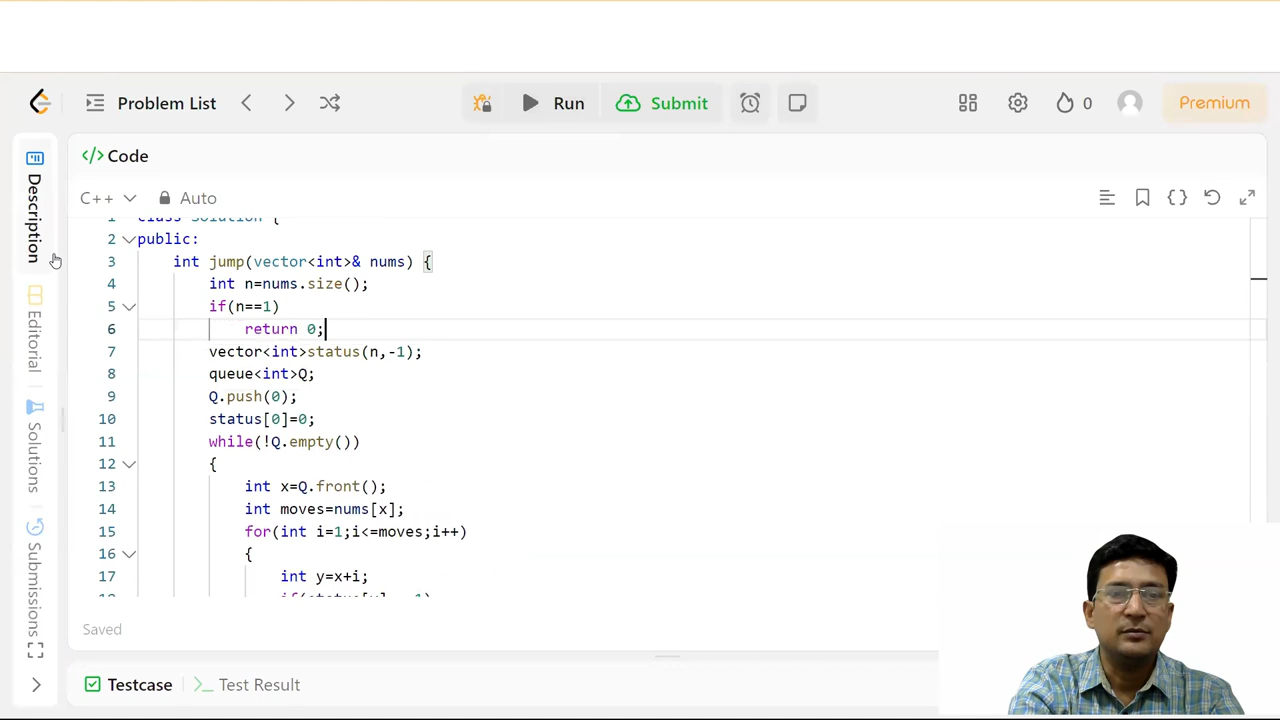 Problem List
Run
Submit
0
Premium
Description
Editorial
Solutions
Submissions
</> Code
C++
Auto
1 class Solution {
2 public:
3 int jump(vector<int>& nums) {
4 int n=nums.size();
5 if(n==1)
6 return 0;
7 vector<int>status(n,-1);
8 queue<int>Q;
9 Q.push(0);
10 status[0]=0;
11 while(!Q.empty())
12 {
13 int x=Q.front();
14 int moves=nums[x];
15 for(int i=1;i<=moves;i++)
16 {
17 int y=x+i;
Saved
Testcase
Test Result